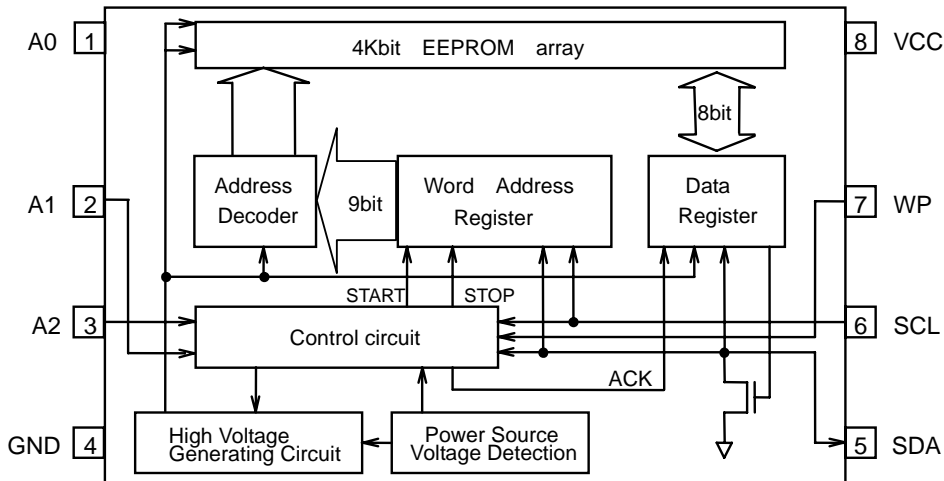 A0 1
4Kbit EEPROM array
8 VCC
8bit
A1 2
Address
Decoder
9bit
Word Address
Register
Data
Register
7 WP
START
STOP
A2 3
Control circuit
6 SCL
ACK
GND 4
High Voltage
Generating Circuit
Power Source
Voltage Detection
5 SDA